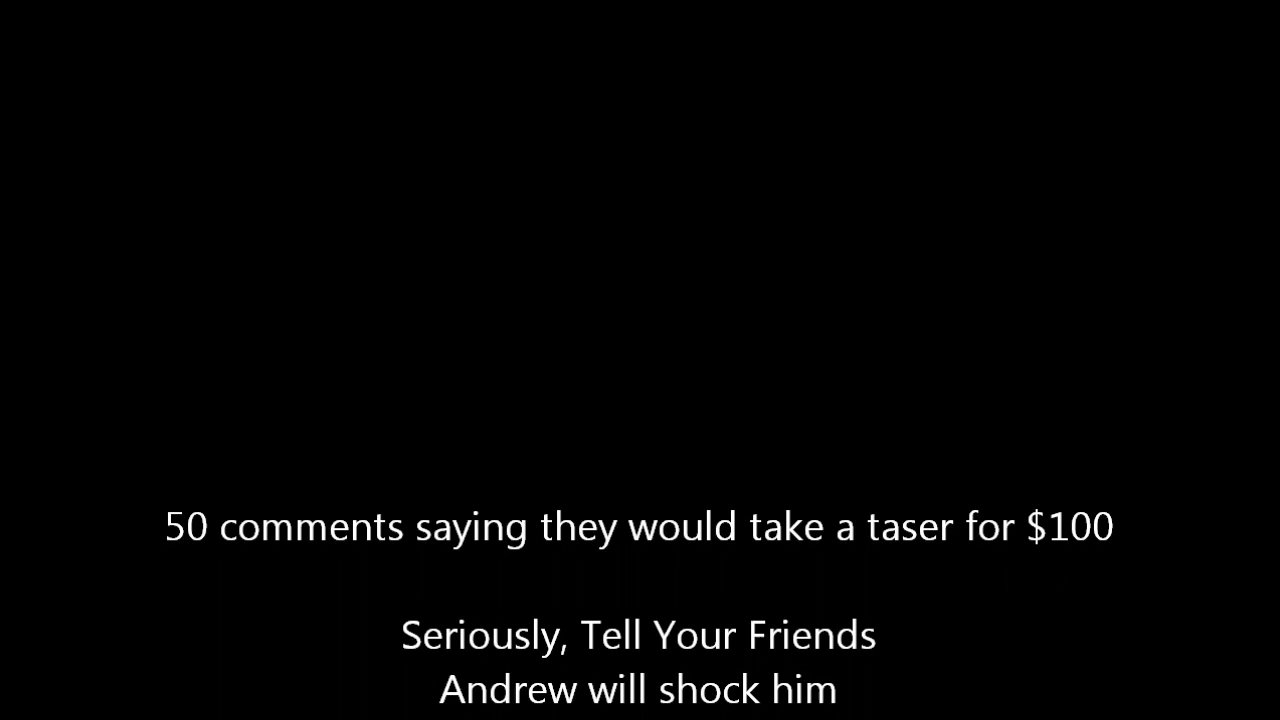 50 comments saying they would take a taser for $100
Seriously, Tell Your Friends
Andrew will shock him